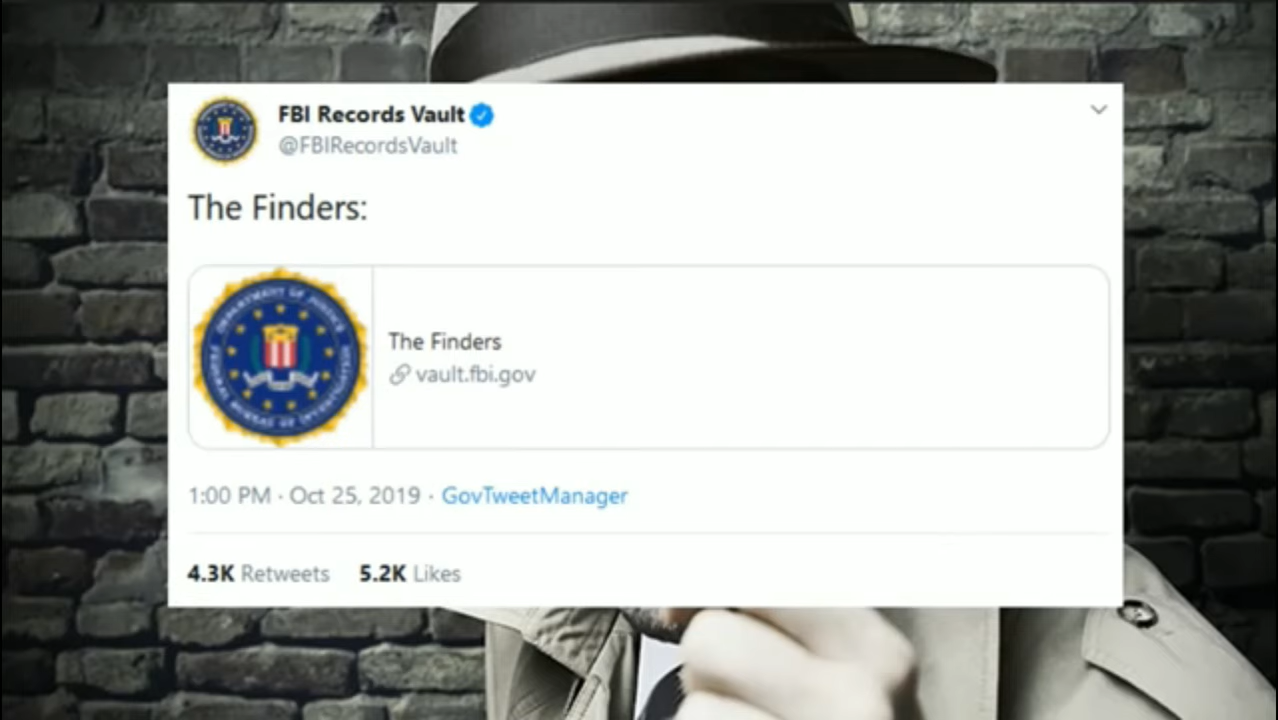 FBI Records Vault
@FBIRecordsVault
The Finders:
The Finders
vault.fbi.gov
1:00 PM · Oct 25, 2019 · GovTweetManager
4.3K Retweets 5.2K Likes